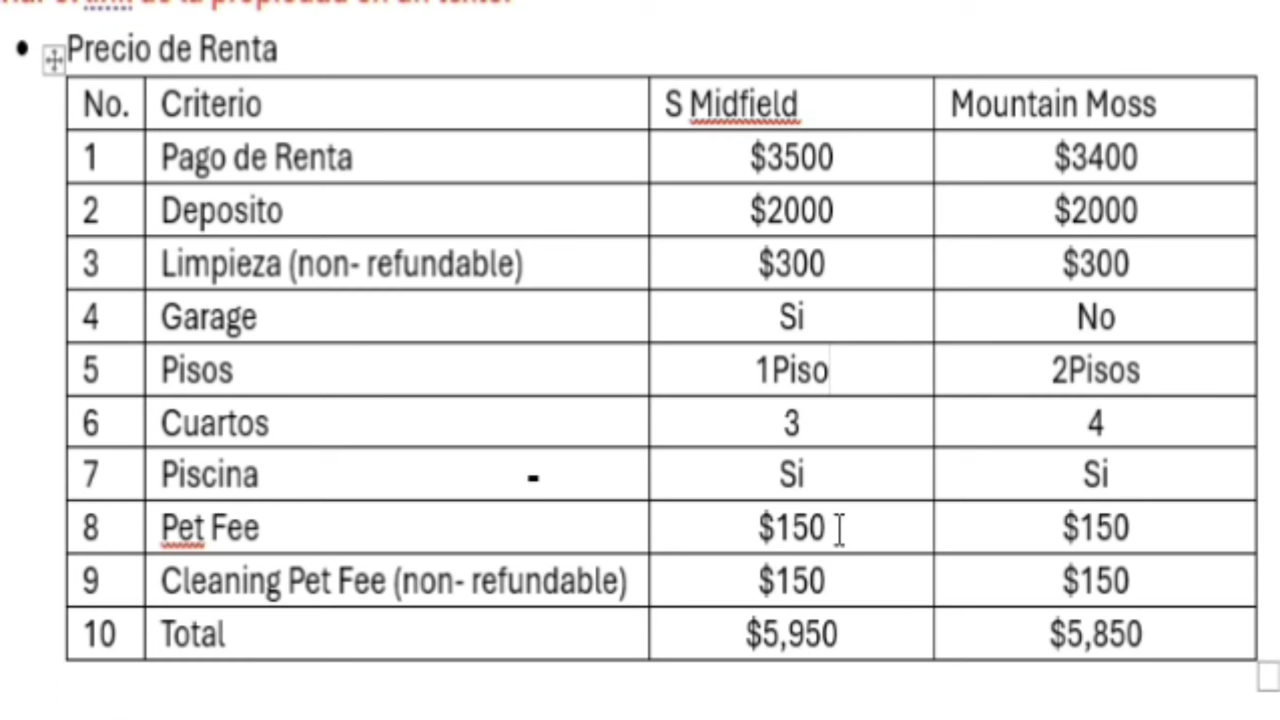 • Precio de Renta
No. Criterio S Midfield Mountain Moss
1 Pago de Renta $3500 $3400
2 Deposito $2000 $2000
3 Limpieza (non- refundable) $300 $300
4 Garage Si No
5 Pisos 1Piso 2Pisos
6 Cuartos 3 4
7 Piscina - Si Si
8 Pet Fee $150 $150
9 Cleaning Pet Fee (non- refundable) $150 $150
10 Total $5,950 $5,850